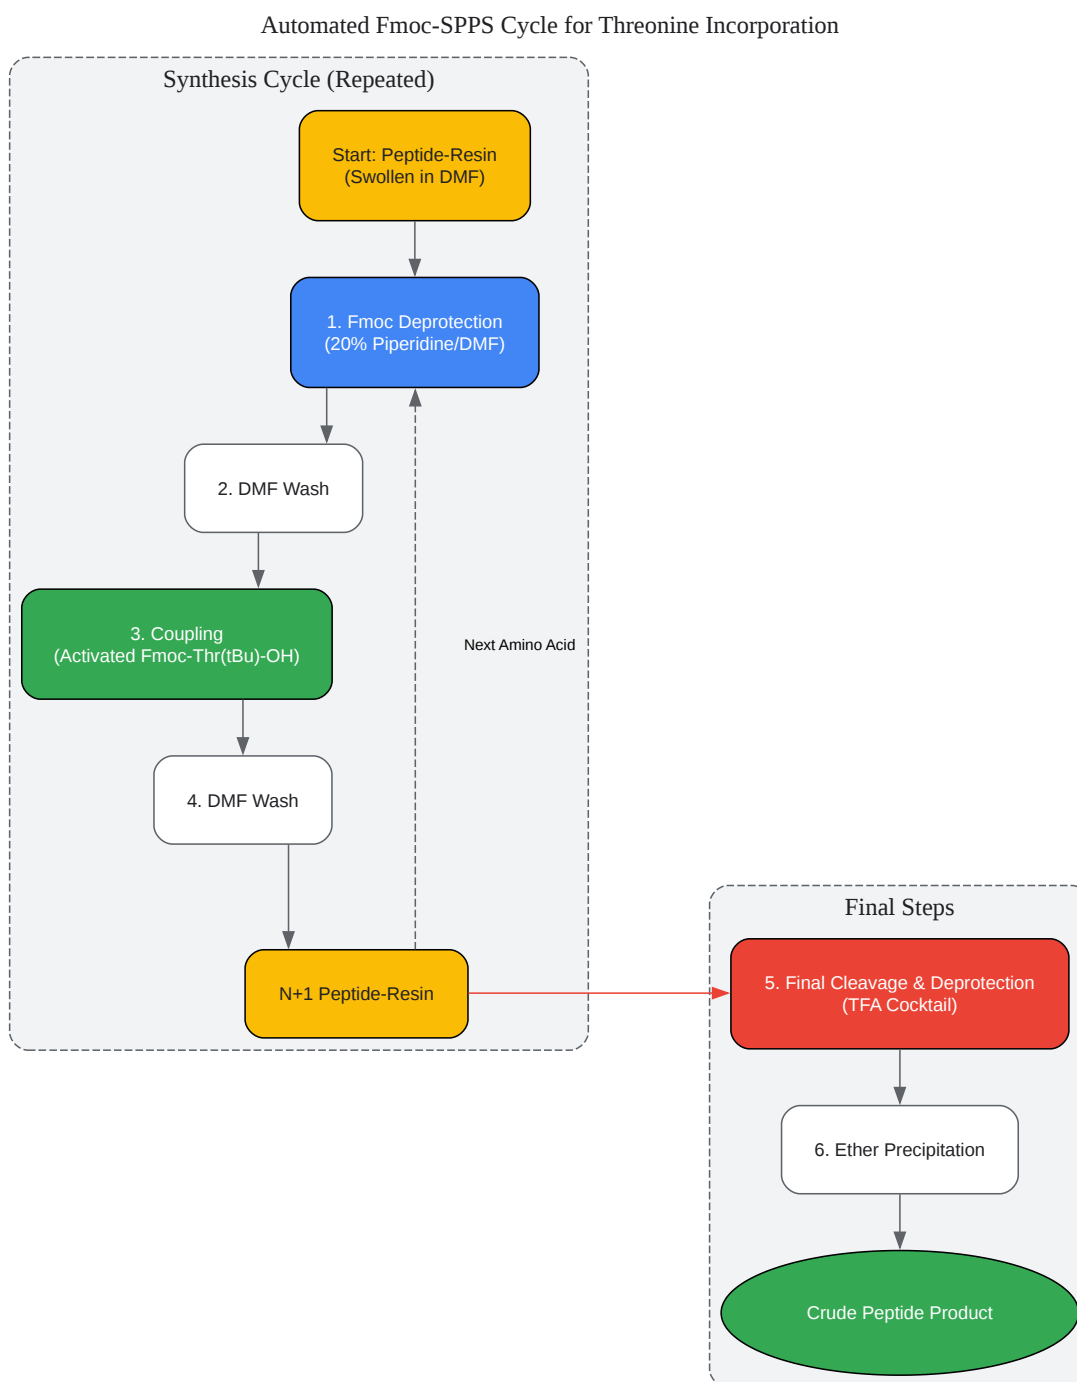 Automated Fmoc-SPPS Cycle for Threonine Incorporation
Synthesis Cycle (Repeated)
Start: Peptide-Resin
(Swollen in DMF)
1. Fmoc Deprotection
(20% Piperidine/DMF)
2. DMF Wash
3. Coupling
(Activated Fmoc-Thr(tBu)-OH)
Next Amino Acid
4. DMF Wash
N+1 Peptide-Resin
Final Steps
5. Final Cleavage & Deprotection
(TFA Cocktail)
6. Ether Precipitation
Crude Peptide Product